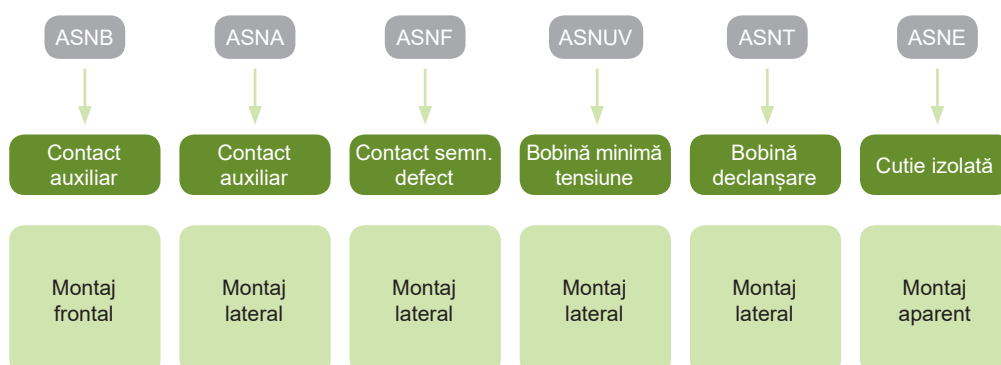 ASNB
ASNA
ASNF
ASNUV
ASNT
ASNE
Contact
auxiliar
Contact
auxiliar
Contact semn.
defect
Bobină minimă
tensiune
Bobină
declanșare
Cutie izolată
Montaj
frontal
Montaj
lateral
Montaj
lateral
Montaj
lateral
Montaj
lateral
Montaj
aparent